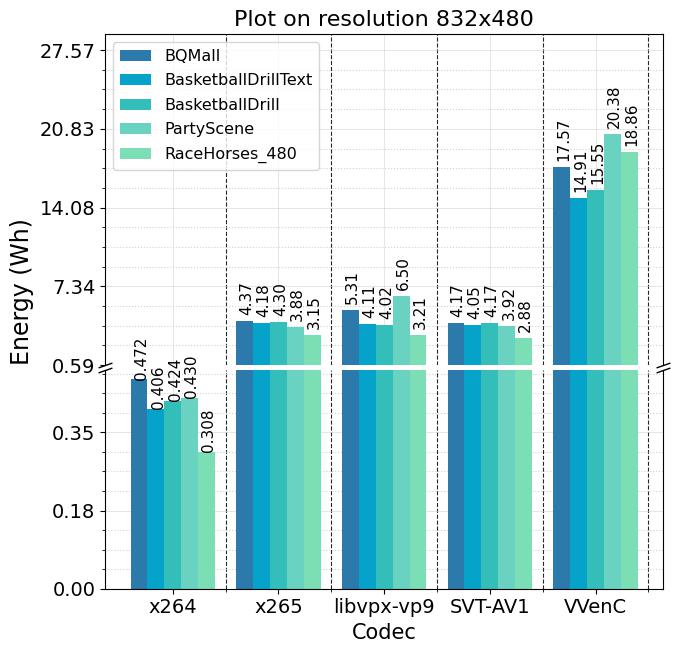 Plot on resolution 832x480
27.57
20.83
14.08
7.34
0.59
0.35
0.18
0.00
Energy (Wh)
BQMall
BasketballDrillText
BasketballDrill
PartyScene
RaceHorses_480
0.472
0.406
0.424
0.430
0.308
4.37
4.18
4.30
3.88
3.15
5.31
4.11
4.02
6.50
3.21
4.17
4.05
4.17
3.92
2.88
17.57
14.91
15.55
20.38
18.86
x264
x265
libvpx-vp9
SVT-AV1
VVenC
Codec